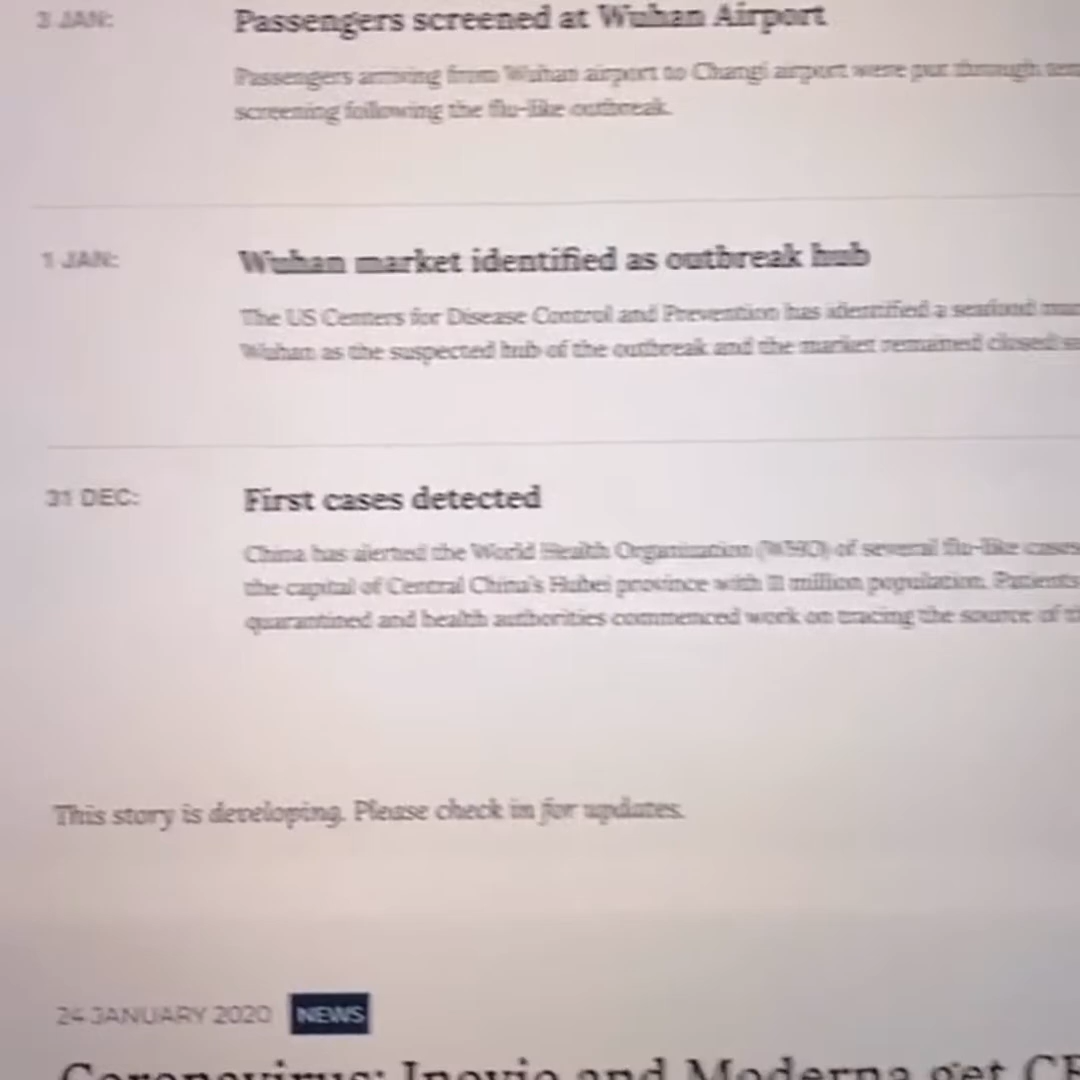 3 JAN:
Passengers screened at Wuhan Airport
Passengers arriving from Wuhan airport to Changi airport were put through
screening following the flu-like outbreak.
1 JAN:
Wuhan market identified as outbreak hub
The US Centers for Disease Control and Prevention has identified a seafood
Wuhan as the suspected hub of the outbreak and the market remained closed
31 DEC:
First cases detected
China has alerted the World Health Organization (WHO) of several flu-like cases
the capital of Central China's Hubei province with 11 million population. Patients
quarantined and health authorities commenced work on tracing the source of
This story is developing. Please check in for updates.
24 JANUARY 2020 NEWS
Coronavirus: Inovio and Moderna get